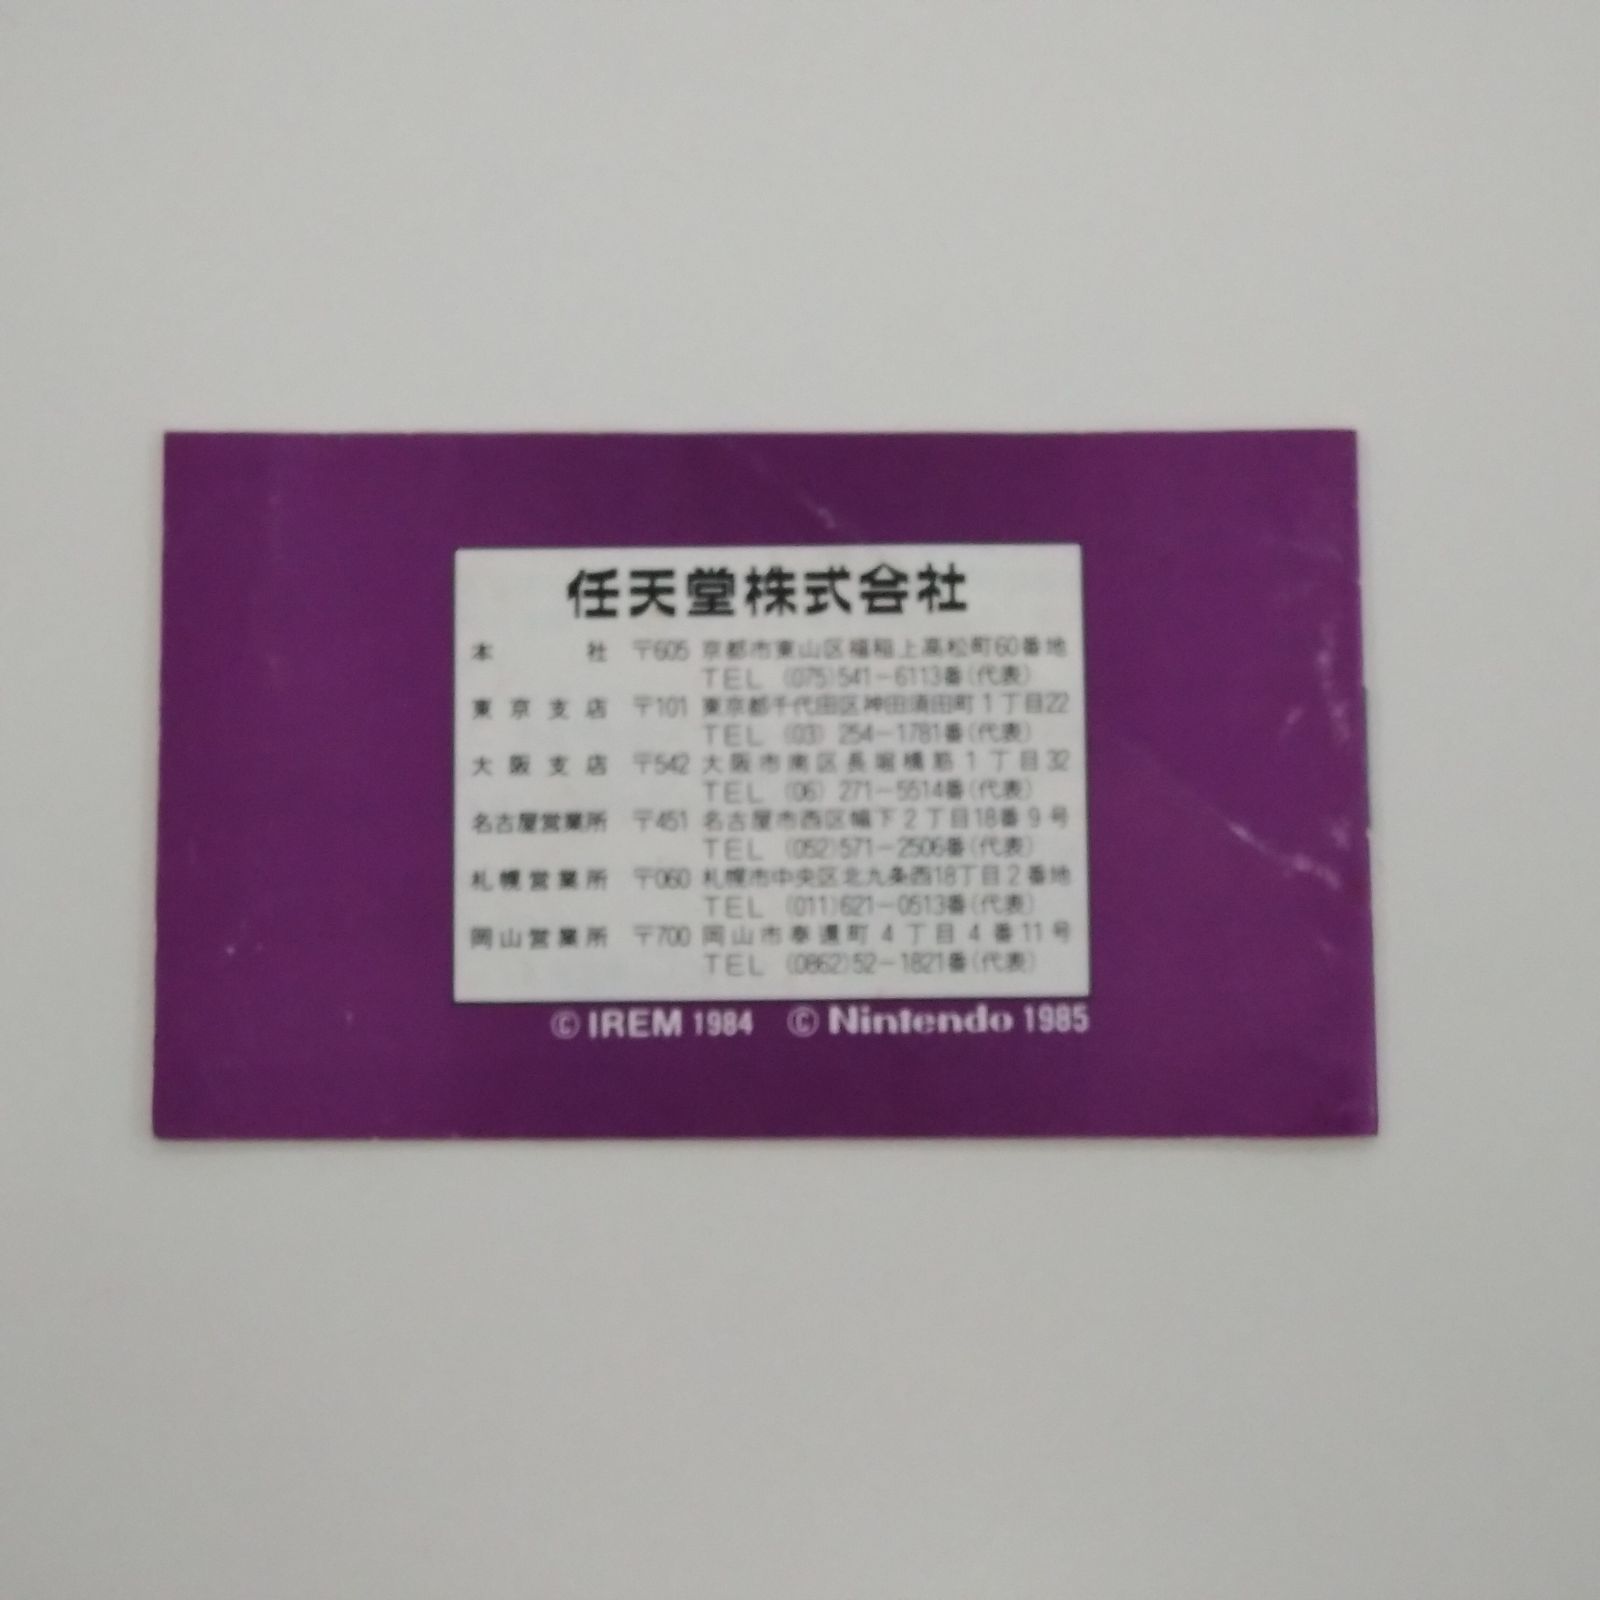 任天堂株式会社
本社 〒605 京都市東山区福稲上高松町60番地
TEL (075)541-6113番(代表)
東京支店 〒101 東京都千代田区神田須田町1丁目22
TEL (03) 254-1781番(代表)
大阪支店 〒542 大阪市南区長堀橋筋1丁目32
TEL (06) 271-5514番(代表)
名古屋営業所 〒451 名古屋市西区幅下2丁目18番9号
TEL (052)571-2506番(代表)
札幌営業所 〒060 札幌市中央区北九条西18丁目2番地
TEL (011)621-0513番(代表)
岡山営業所 〒700 岡山市奉還町4丁目4番11号
TEL (0862)52-1821番(代表)
© IREM 1984 © Nintendo 1985